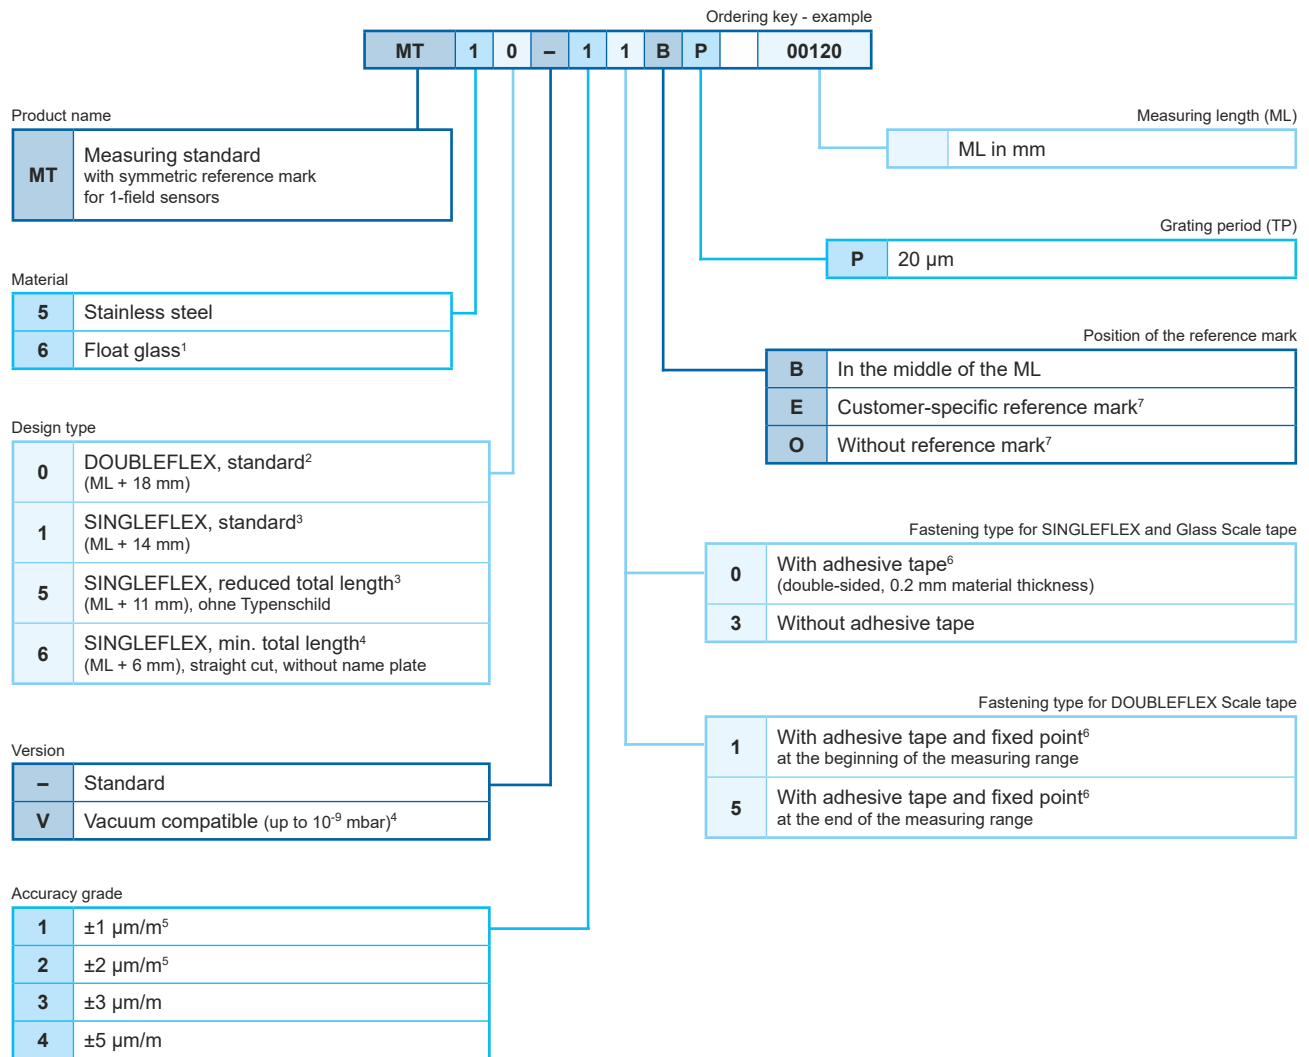 Ordering key - example
MT 1 0 – 1 1 B P 00120
Product name
MT Measuring standard
with symmetric reference mark
for 1-field sensors
Material
5 Stainless steel
6 Float glass¹
Design type
0 DOUBLEFLEX, standard²
(ML + 18 mm)
1 SINGLEFLEX, standard³
(ML + 14 mm)
5 SINGLEFLEX, reduced total length³
(ML + 11 mm), ohne Typenschild
6 SINGLEFLEX, min. total length⁴
(ML + 6 mm), straight cut, without name plate
Version
– Standard
V Vacuum compatible (up to 10⁻⁹ mbar)⁴
Accuracy grade
1 ±1 µm/m⁵
2 ±2 µm/m⁵
3 ±3 µm/m
4 ±5 µm/m
Measuring length (ML)
ML in mm
Grating period (TP)
P 20 µm
Position of the reference mark
B In the middle of the ML
E Customer-specific reference mark⁷
O Without reference mark⁷
Fastening type for SINGLEFLEX and Glass Scale tape
0 With adhesive tape⁶
(double-sided, 0.2 mm material thickness)
3 Without adhesive tape
Fastening type for DOUBLEFLEX Scale tape
1 With adhesive tape and fixed point⁶
at the beginning of the measuring range
5 With adhesive tape and fixed point⁶
at the end of the measuring range